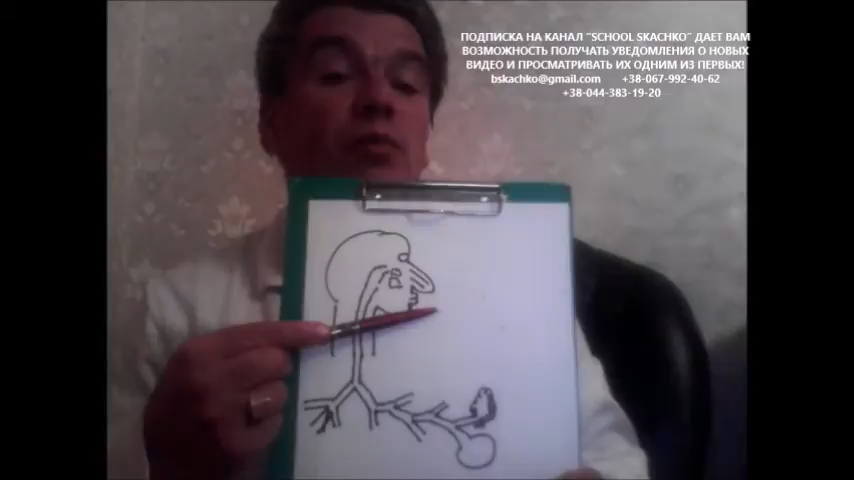 ПОДПИСКА НА КАНАЛ "SCHOOL SKACHKO" ДАЕТ ВАМ
ВОЗМОЖНОСТЬ ПОЛУЧАТЬ УВЕДОМЛЕНИЯ О НОВЫХ
ВИДЕО И ПРОСМАТРИВАТЬ ИХ ОДНИМ ИЗ ПЕРВЫХ!
bskachko@gmail.com +38-067-992-40-62
+38-044-383-19-20